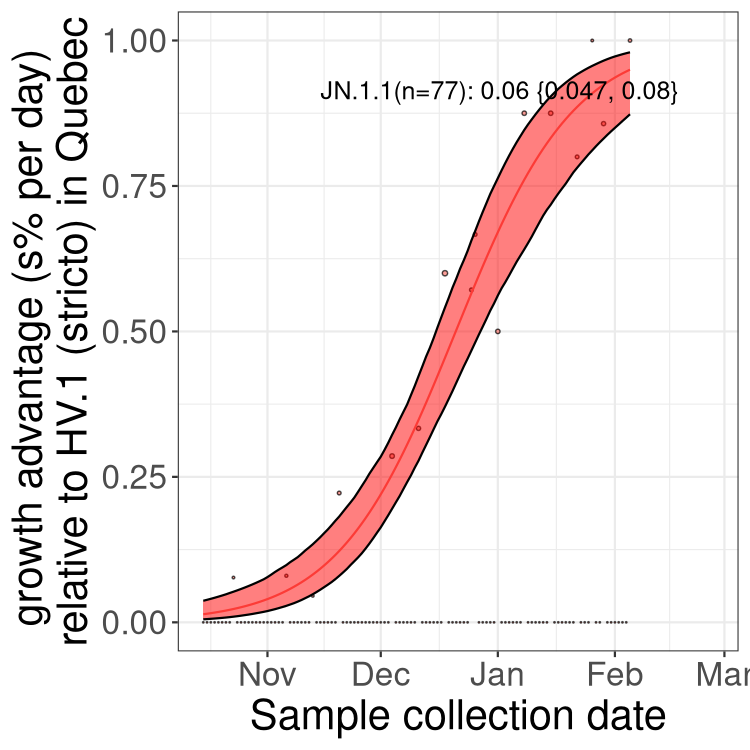 growth advantage (s% per day)
relative to HV.1 (stricto) in Quebec
1.00
0.75
0.50
0.25
0.00
JN.1.1(n=77): 0.06 {0.047, 0.08}
Nov Dec Jan Feb Mar
Sample collection date